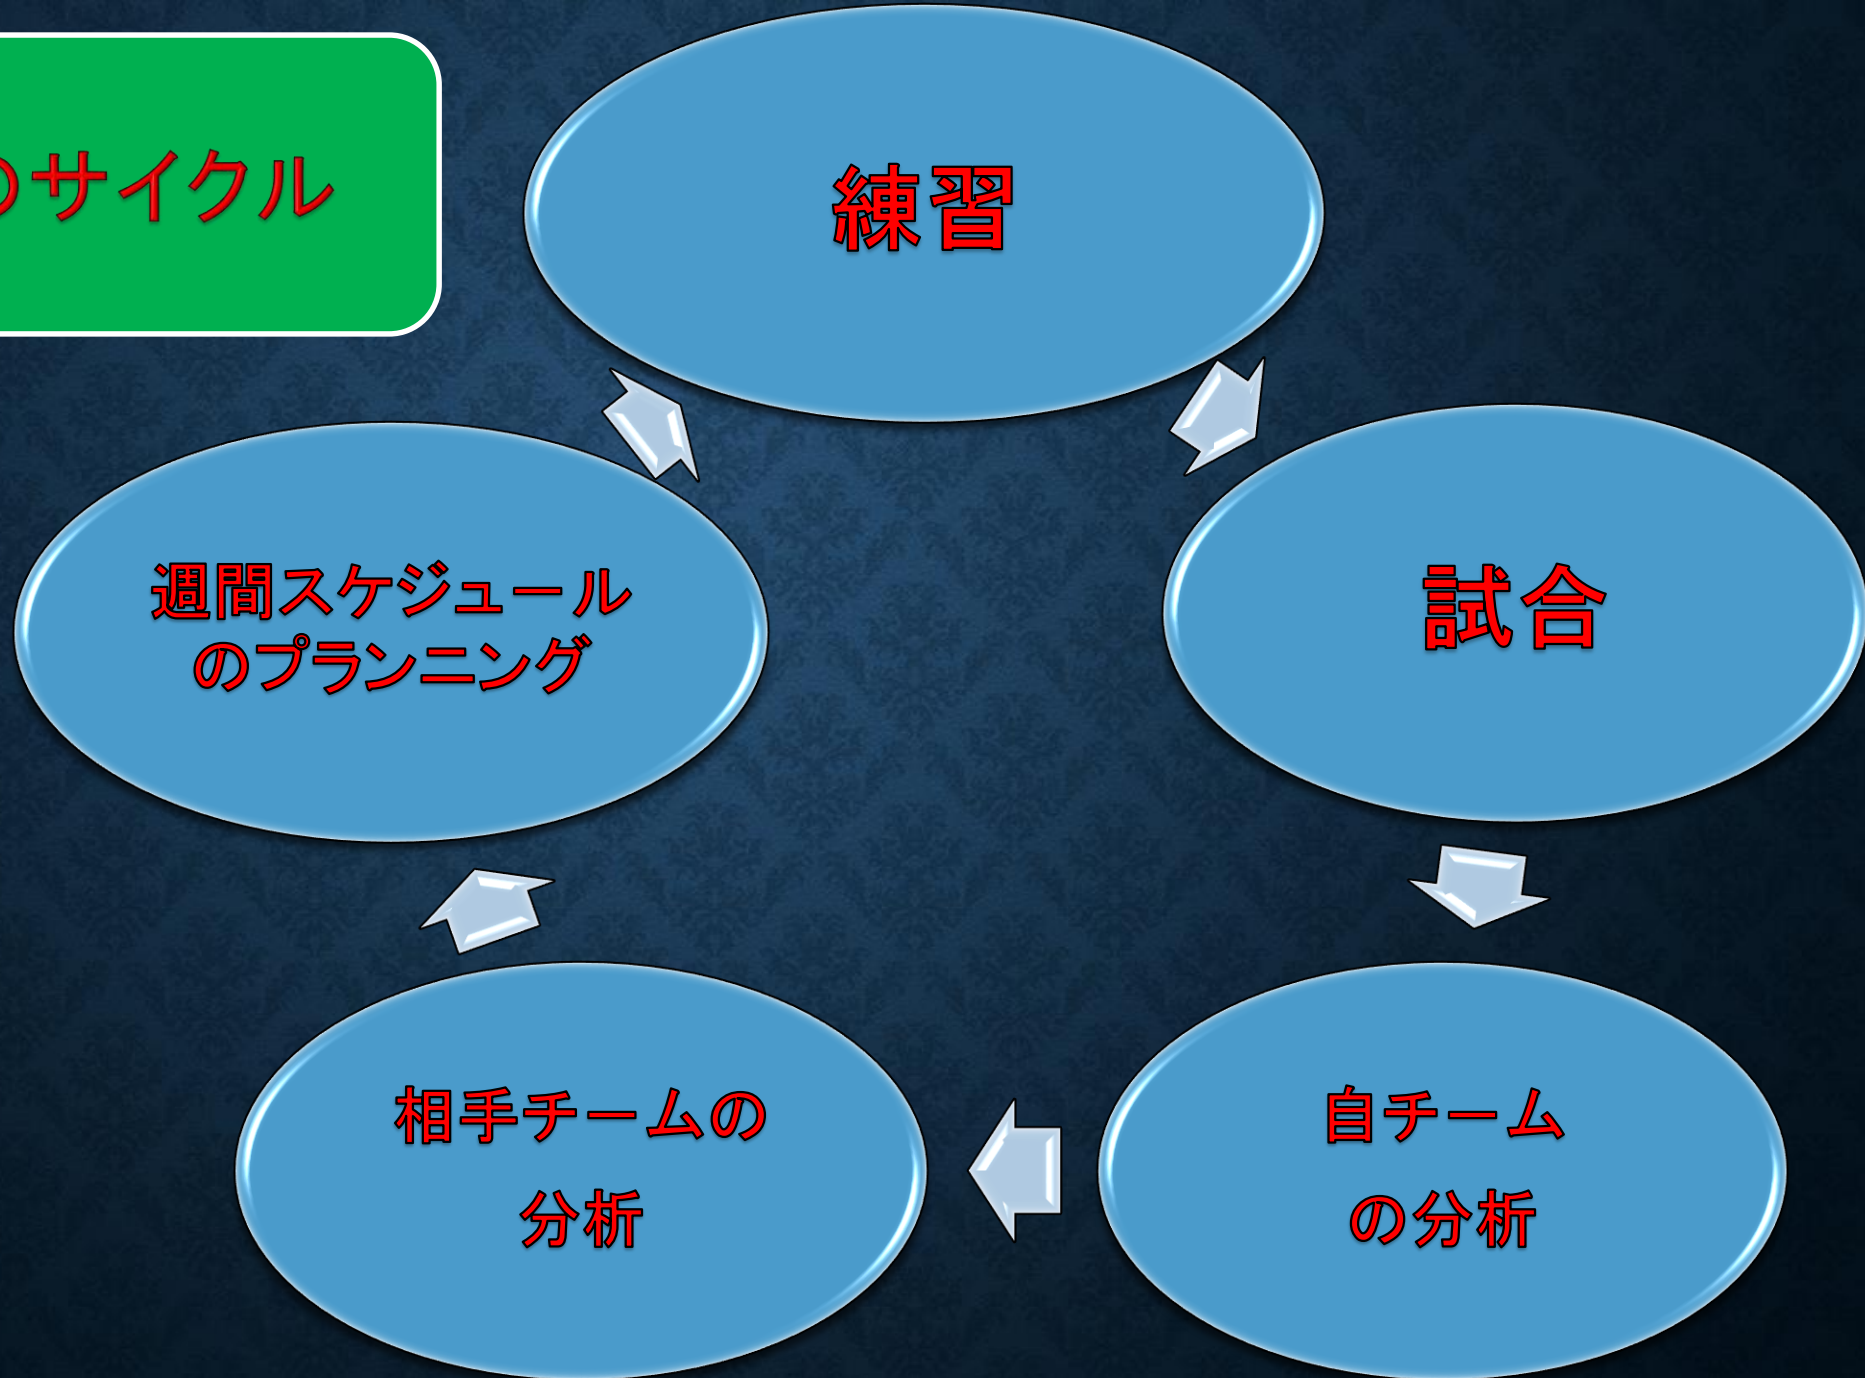 のサイクル
練習
試合
自チーム
の分析
相手チームの
分析
週間スケジュール
のプランニング